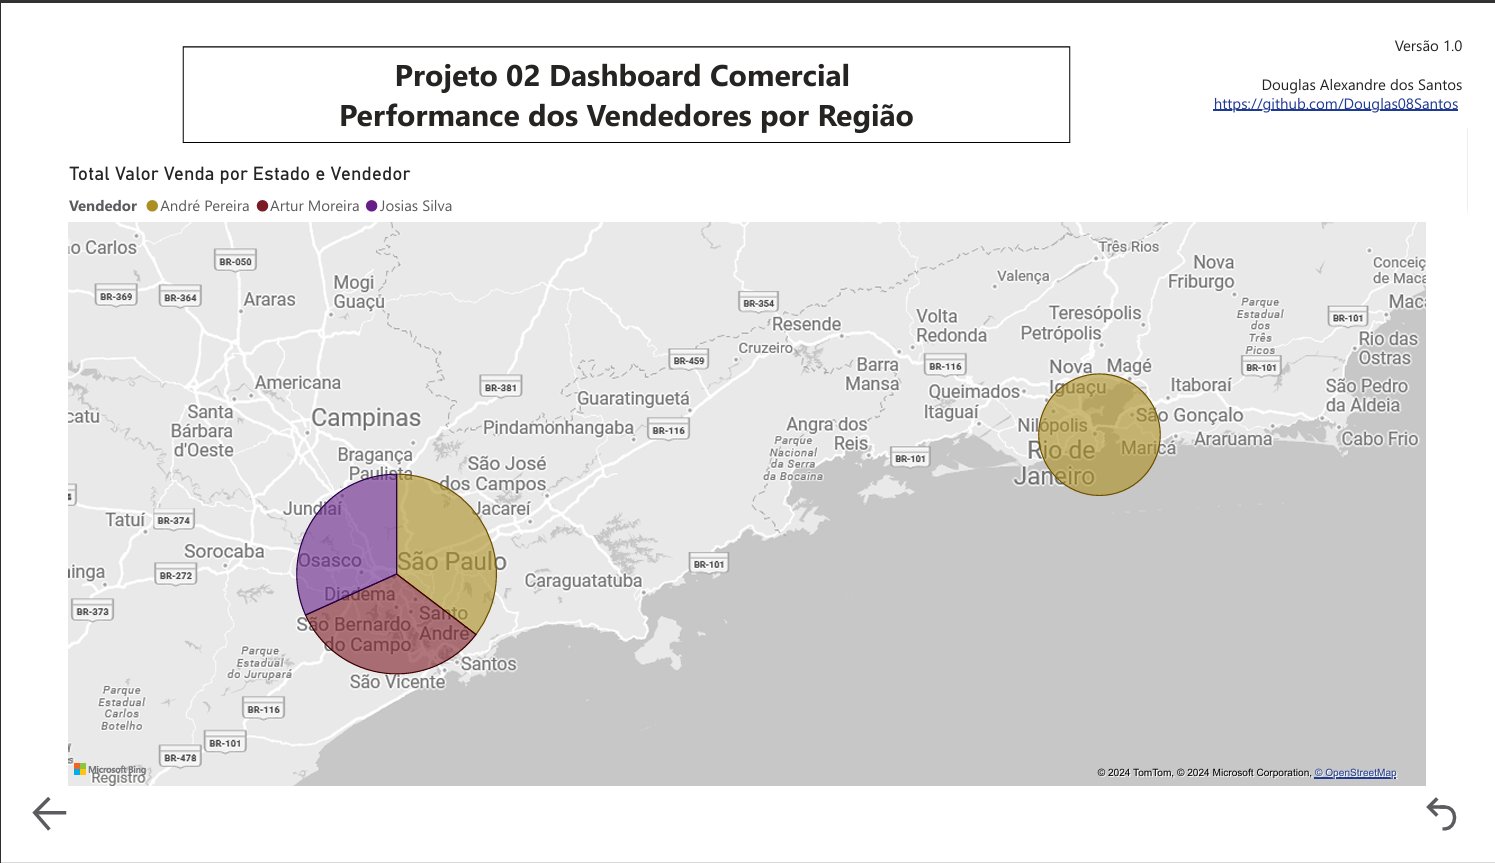 Versão 1.0
Projeto 02 Dashboard Comercial
Performance dos Vendedores por Região
Douglas Alexandre dos Santos
https://github.com/Douglas08Santos
Total Valor Venda por Estado e Vendedor
Vendedor André Pereira Artur Moreira Josias Silva
o Carlos
BR-050
Três Rios
Valença
Nova
Friburgo
Conceiç
de Maca
Mogi
Guaçu
BR-369
BR-364
Araras
BR-354
Resende
Volta
Redonda
Teresópolis
Petrópolis
Parque
Estadual
dos
Três
Picos
BR-101
Maca
Rio das
Ostras
Cruzeiro
BR-459
Barra
Mansa
BR-116
Nova
Iguaçu
Magé
BR-101
Americana
BR-381
Guaratinguetá
Queimados
Itaguaí
Itaboraí
São Pedro
da Aldeia
catu
Santa
Bárbara
d'Oeste
Campinas
Pindamonhangaba
BR-116
Angra dos
Reis
Parque
Nacional
da Serra
da Bocaina
BR-101
Nilópolis
Rio de
Janeiro
São Gonçalo
Maricá
Araruama
Cabo Frio
Bragança
Paulista
São José
dos Campos
Jundiaí
Jacareí
Tatuí
BR-374
Sorocaba
Osasco
São Paulo
BR-101
inga
BR-272
Caraguatatuba
BR-373
Diadema
Santo
Andre
São Bernardo
do Campo
Parque
Estadual
do Jurupará
Santos
São Vicente
Parque
Estadual
Carlos
Botelho
BR-116
BR-101
BR-478
Microsoft Bing
Registro
© 2024 TomTom, © 2024 Microsoft Corporation, © OpenStreetMap